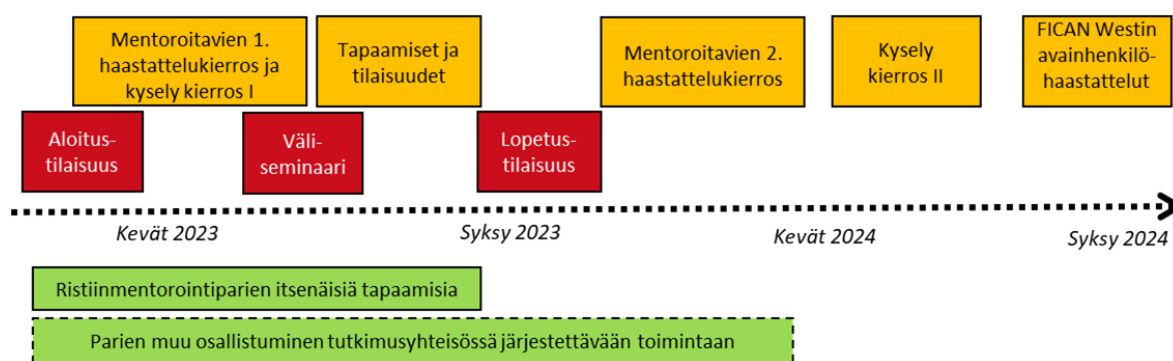 Mentoroitavien 1.
haastattelukierros ja
kysely kierros I
Tapaamiset ja
tilaisuudet
Mentoroitavien 2.
haastattelukierros
Kysely
kierros II
FICAN Westin
avainhenkilö-
haastattelut
Aloitus-
tilaisuus
Väli-
seminaari
Lopetus-
tilaisuus
Kevät 2023
Syksy 2023
Kevät 2024
Syksy 2024
Ristiinmentorointiparien itsenäisiä tapaamisia
Parien muu osallistuminen tutkimusyhteisössä järjestettävään toimintaan